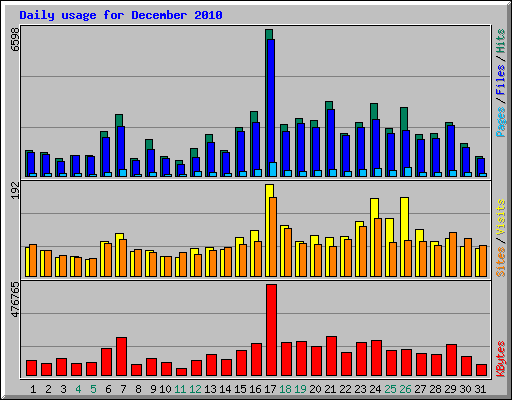 Daily usage for December 2010
6598
Pages / Files / Hits
192
Sites / Visits
476765
KBytes
1 2 3 4 5 6 7 8 9 10 11 12 13 14 15 16 17 18 19 20 21 22 23 24 25 26 27 28 29 30 31